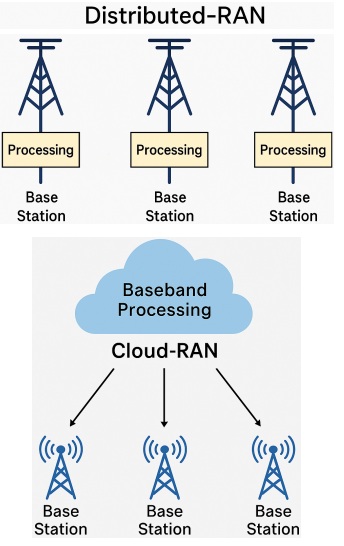 Distributed-RAN
Processing Processing Processing
Base Base Base
Station Station Station
Baseband
Processing
Cloud-RAN
Base Base Base
Station Station Station